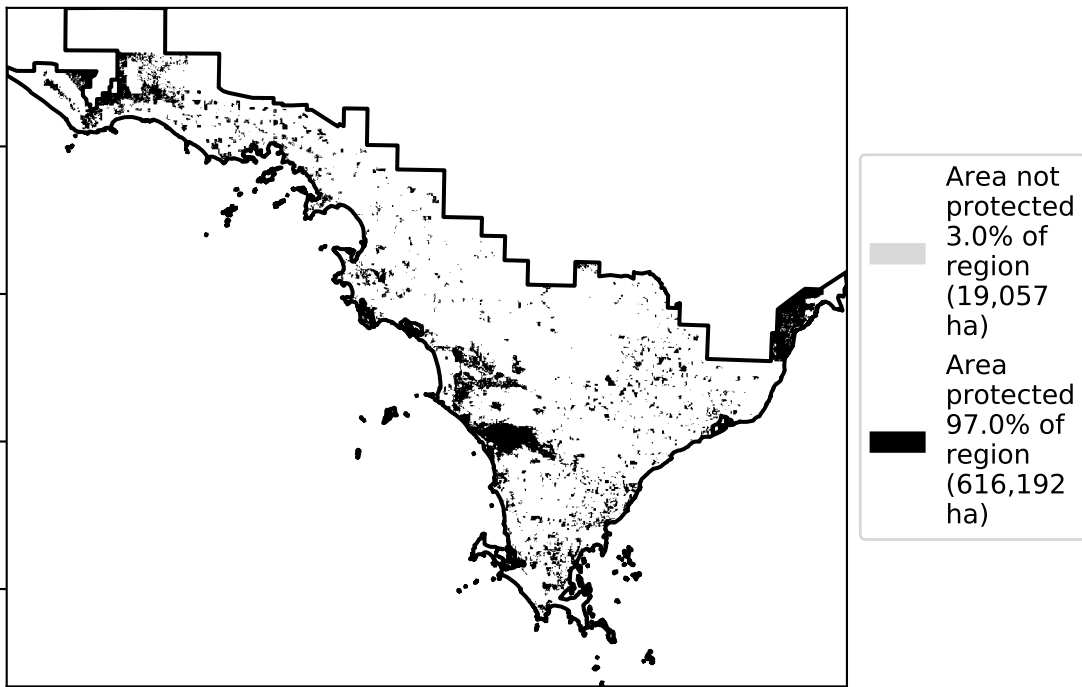 Area not
protected
3.0% of
region
(19,057
ha)
Area
protected
97.0% of
region
(616,192
ha)